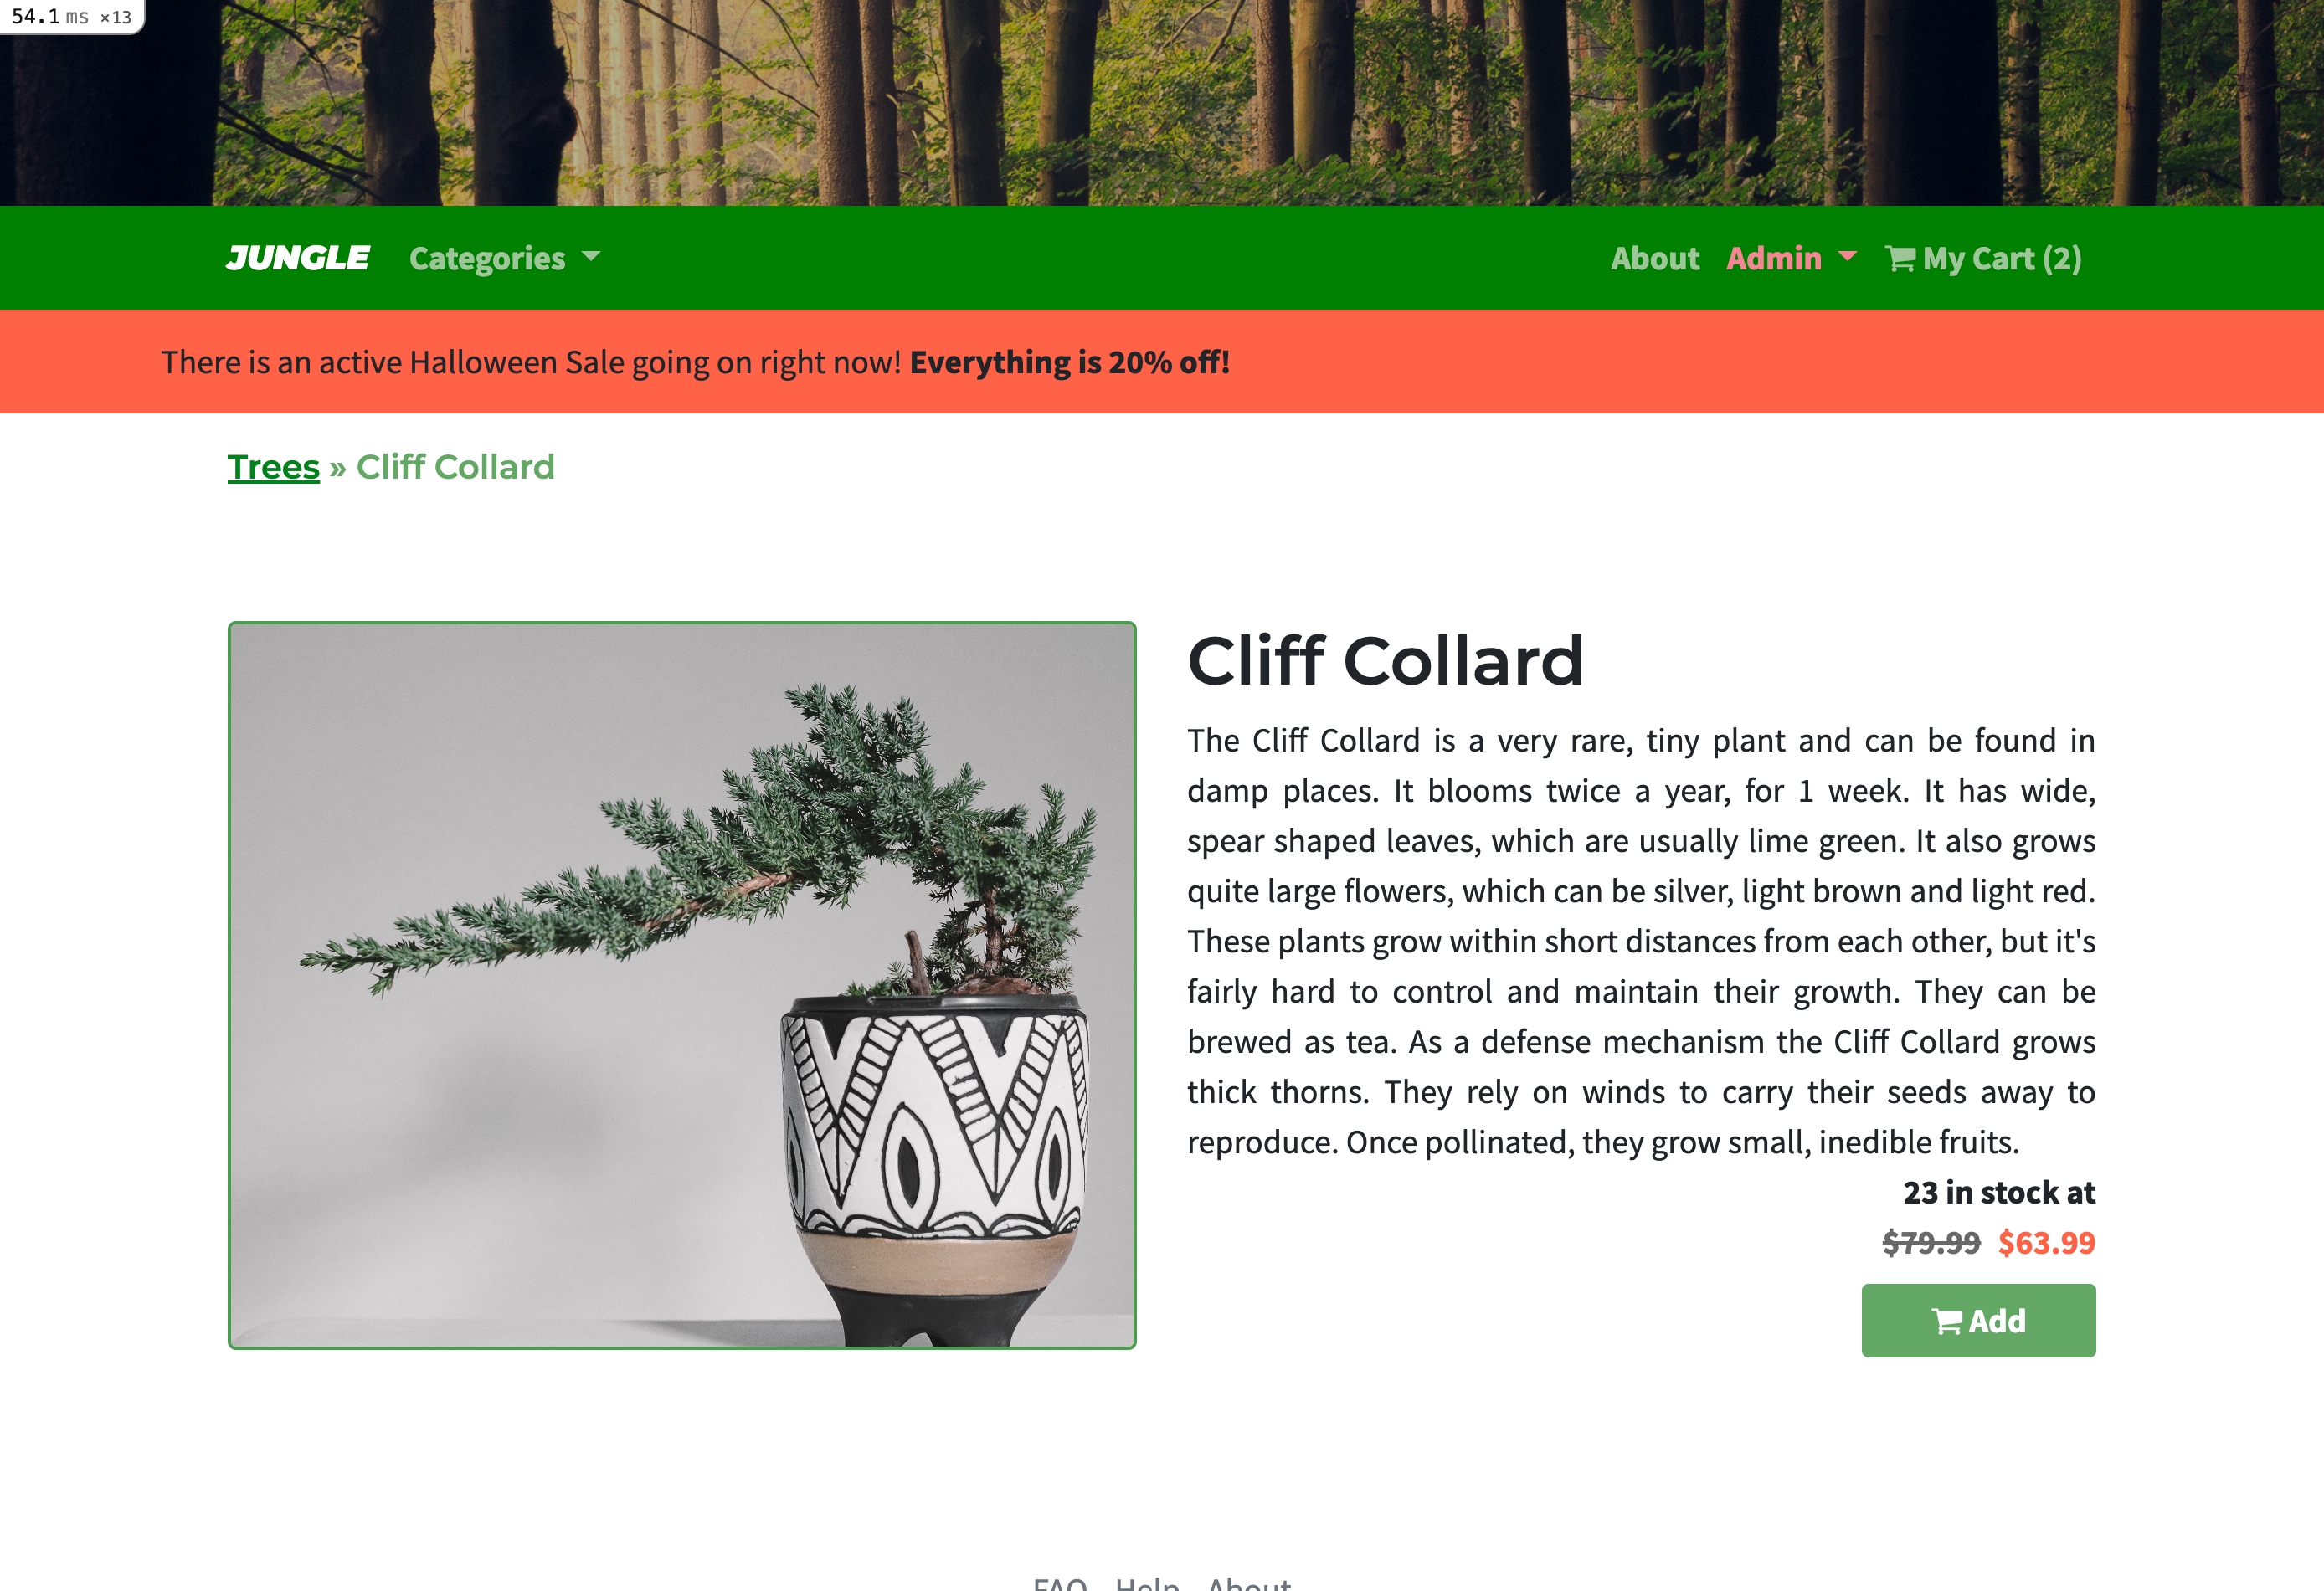 54.1 ms ×13
JUNGLE Categories About Admin My Cart (2)
There is an active Halloween Sale going on right now! Everything is 20% off!
Trees » Cliff Collard
Cliff Collard
The Cliff Collard is a very rare, tiny plant and can be found in
damp places. It blooms twice a year, for 1 week. It has wide,
spear shaped leaves, which are usually lime green. It also grows
quite large flowers, which can be silver, light brown and light red.
These plants grow within short distances from each other, but it's
fairly hard to control and maintain their growth. They can be
brewed as tea. As a defense mechanism the Cliff Collard grows
thick thorns. They rely on winds to carry their seeds away to
reproduce. Once pollinated, they grow small, inedible fruits.
23 in stock at
$79.99 $63.99
Add
FAQ Help About